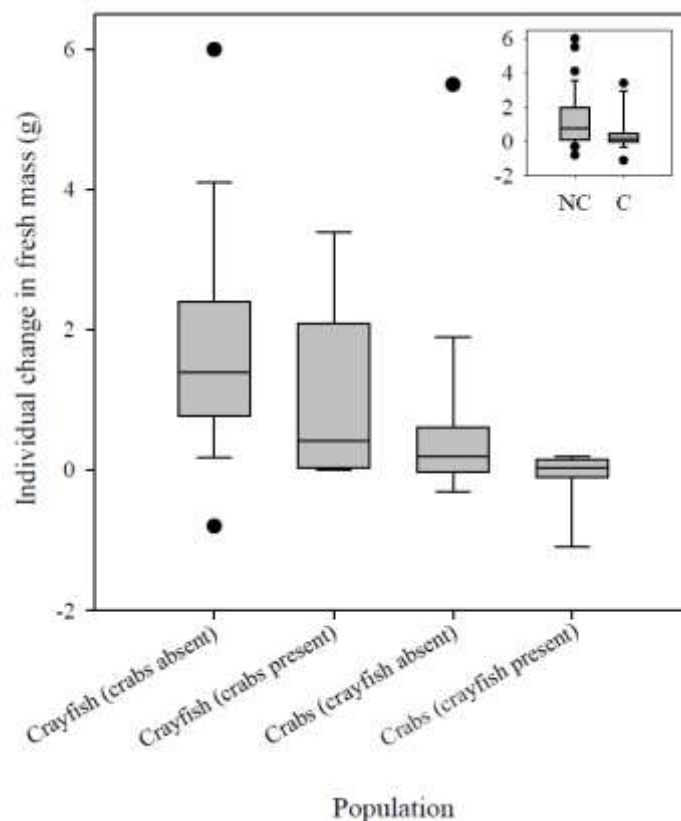 Individual change in fresh mass (g)
6
4
2
0
-2
6
4
2
0
-2
NC
C
Crayfish (crabs absent)
Crayfish (crabs present)
Crabs (crayfish absent)
Crabs (crayfish present)
Population